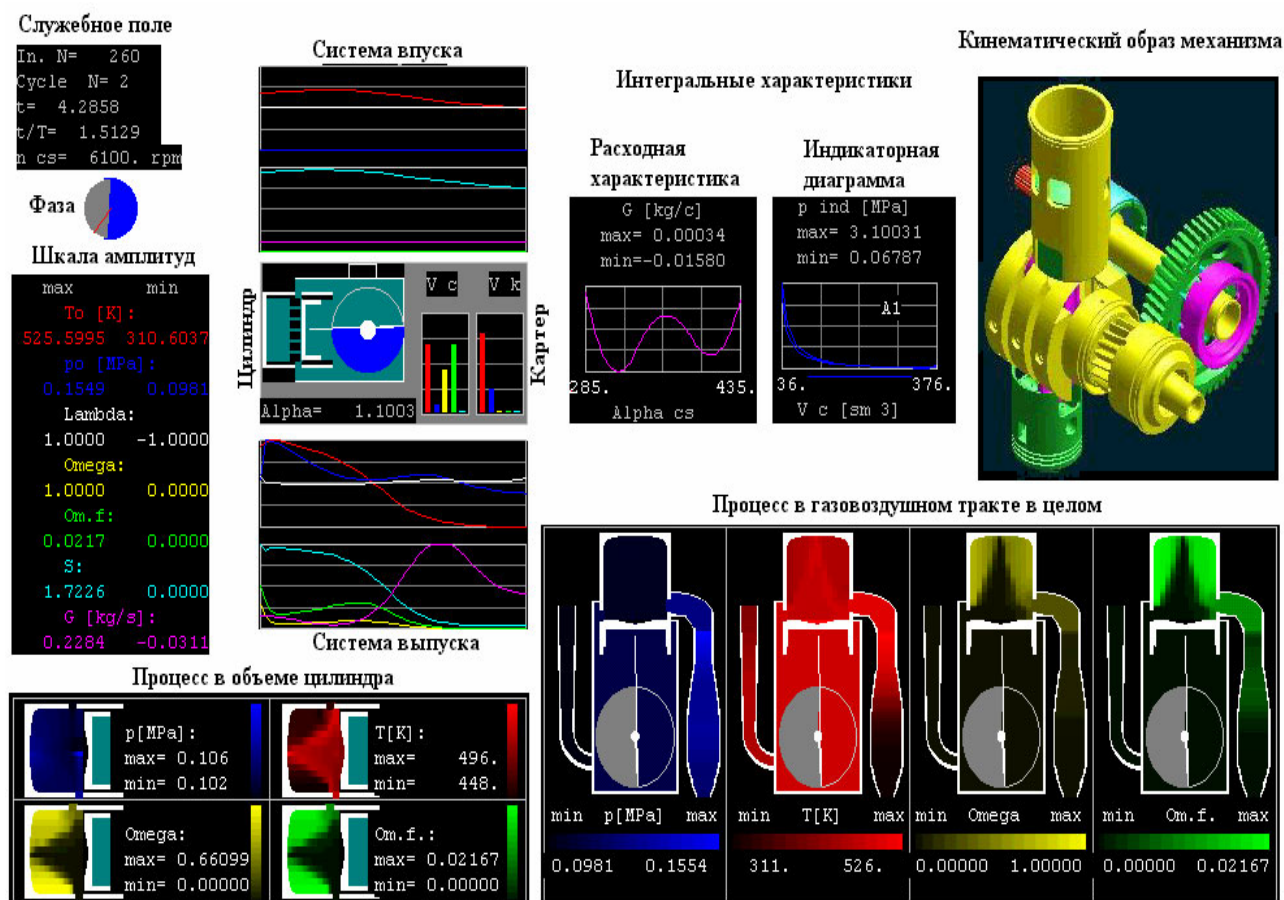 Служебное поле
In. N= 260
Cycle N= 2
t= 4.2858
t/T= 1.5129
n cs= 6100. rpm
Фаза
Шкала амплитуд
max min
To [K]:
525.5995 310.6037
po [MPa]:
0.1549 0.0981
Lambda:
1.0000 -1.0000
Omega:
1.0000 0.0000
Om.f:
0.0217 0.0000
S:
1.7226 0.0000
G [kg/s]:
0.2284 -0.0311
Система впуска
Цилиндр
V c V k
Картер
Alpha= 1.1003
Система выпуска
Интегральные характеристики
Расходная
характеристика
G [kg/c]
max= 0.00034
min=-0.01580
285. 435.
Alpha cs
Индикаторная
диаграмма
p ind [MPa]
max= 3.10031
min= 0.06787
A1
36. 376.
V c [sm 3]
Кинематический образ механизма
Процесс в объеме цилиндра
p[MPa]:
max= 0.106
min= 0.102
T[K]:
max= 496.
min= 448.
Omega:
max= 0.66099
min= 0.00000
Om.f.:
max= 0.02167
min= 0.00000
Процесс в газовоздушном тракте в целом
min p[MPa] max
0.0981 0.1554
min T[K] max
311. 526.
min Omega max
0.00000 1.00000
min Om.f. max
0.00000 0.02167